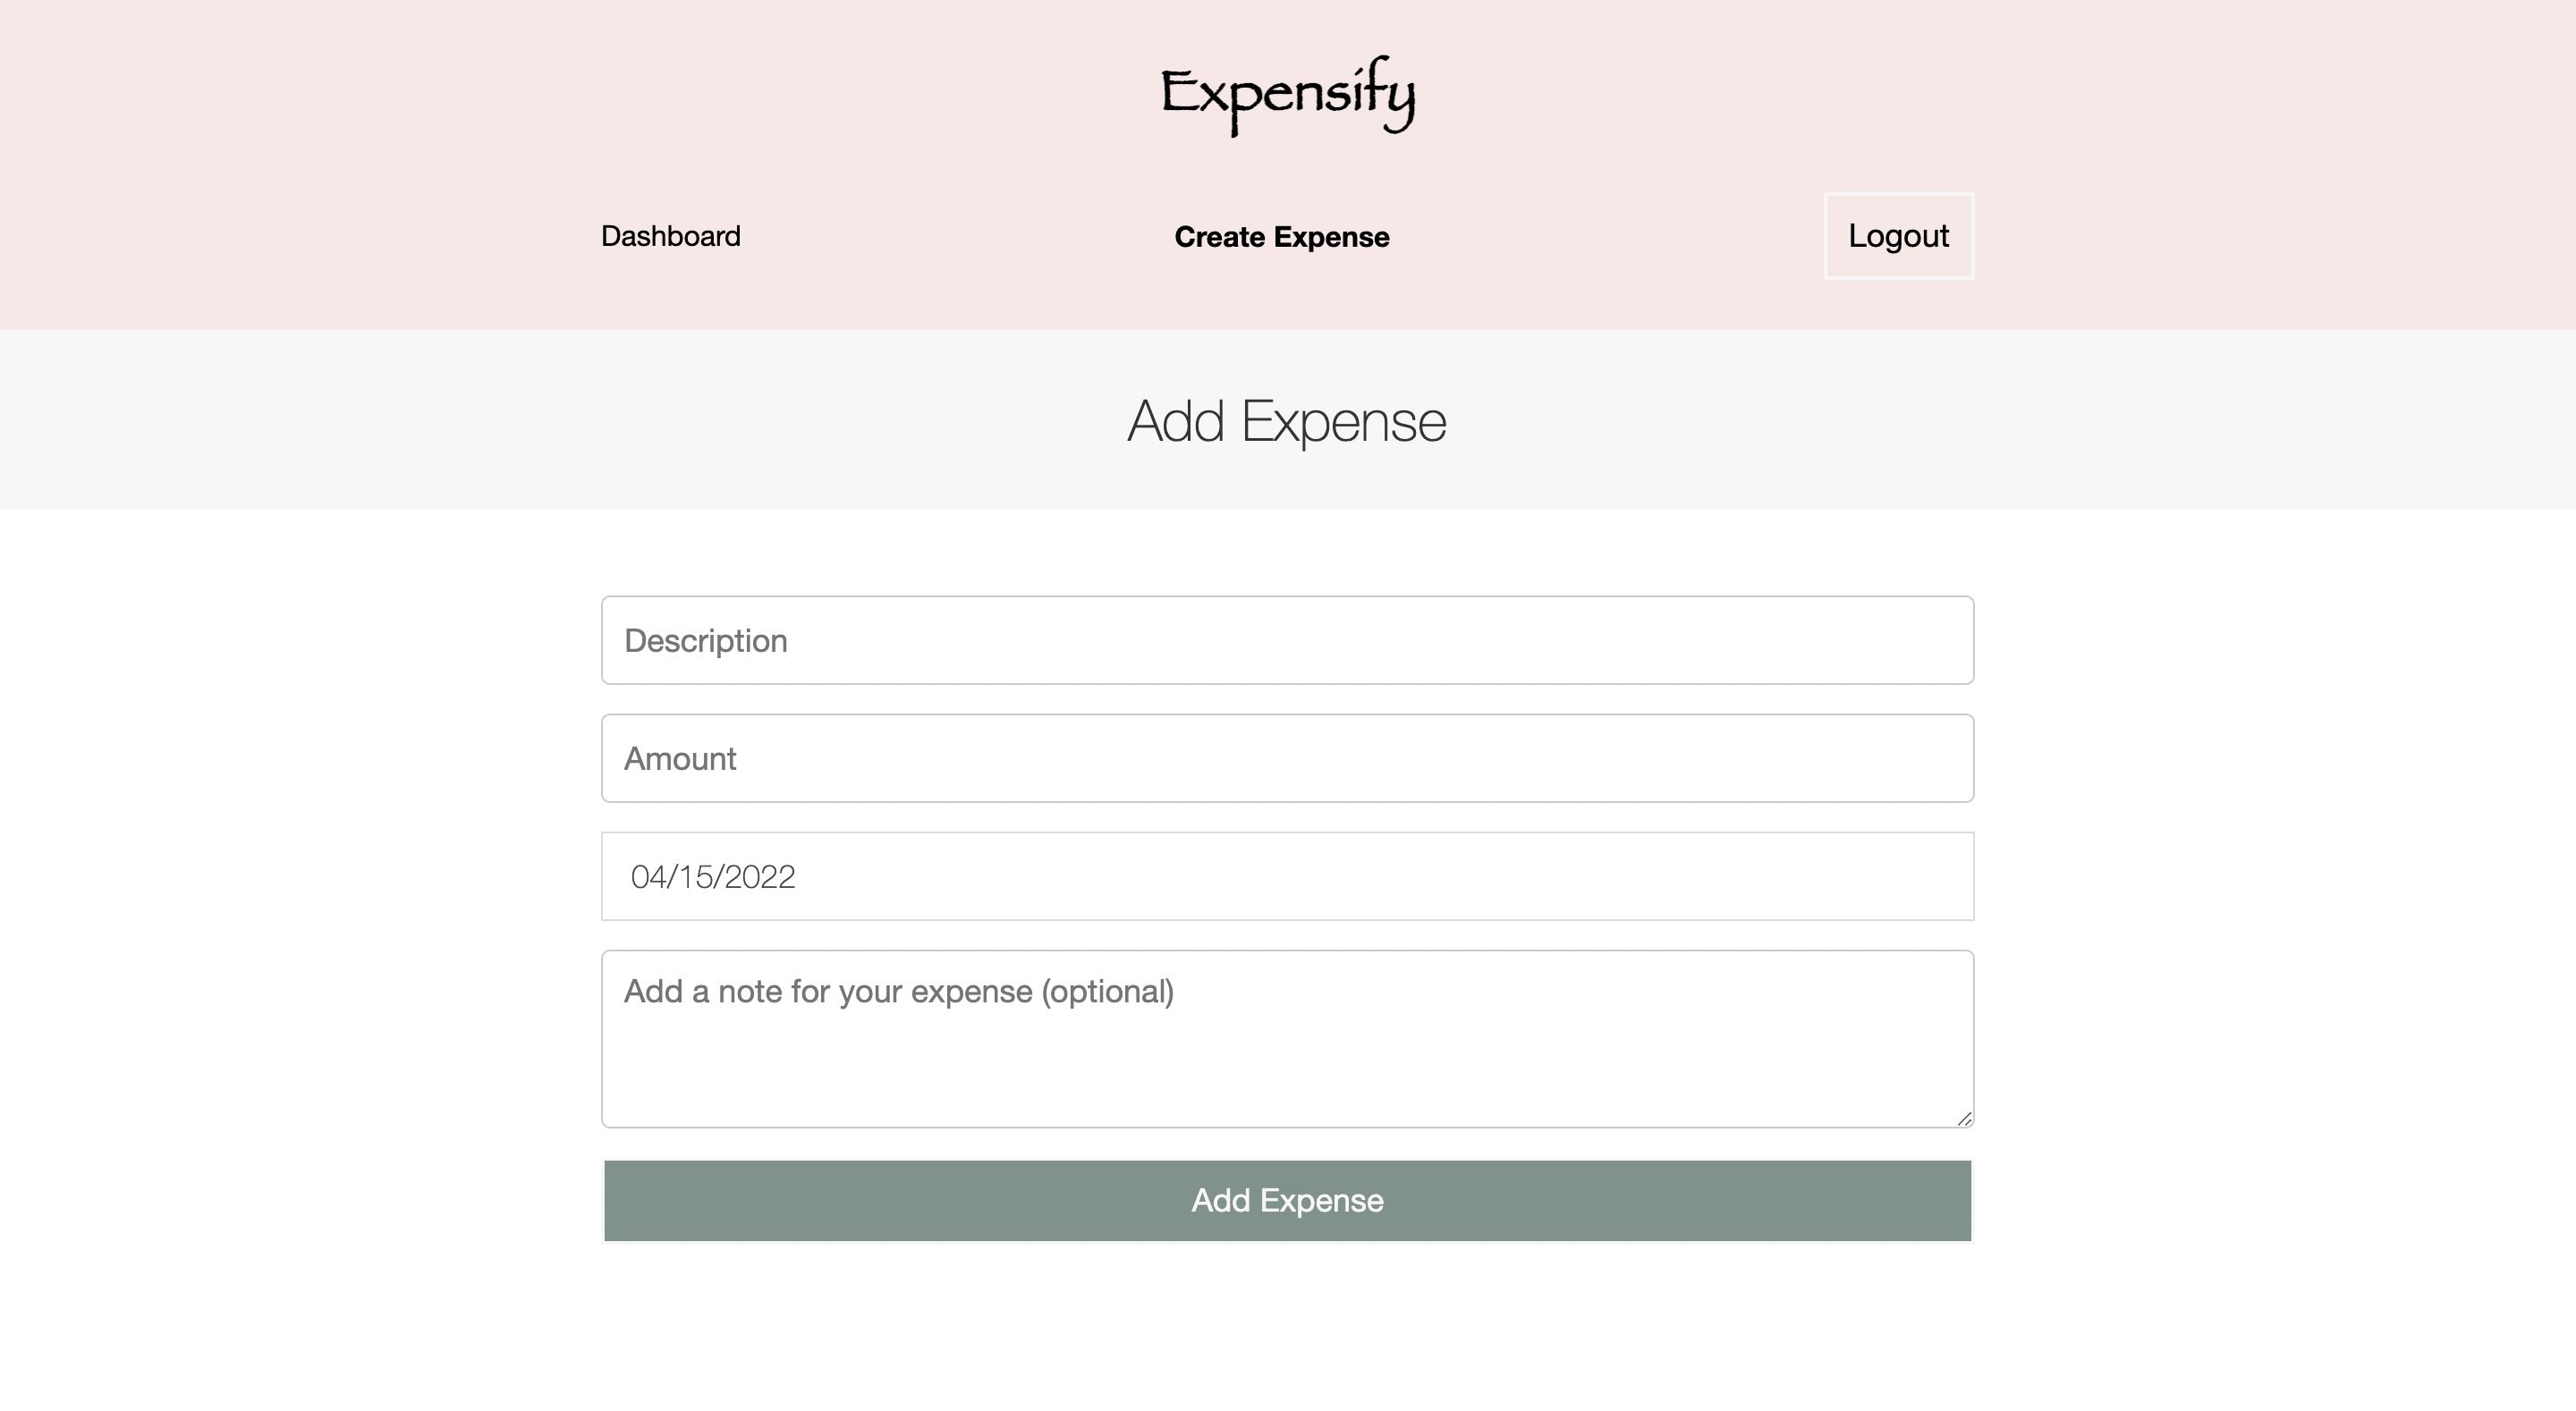 Expensify
Dashboard
Create Expense
Logout
Add Expense
Description
Amount
04/15/2022
Add a note for your expense (optional)
Add Expense